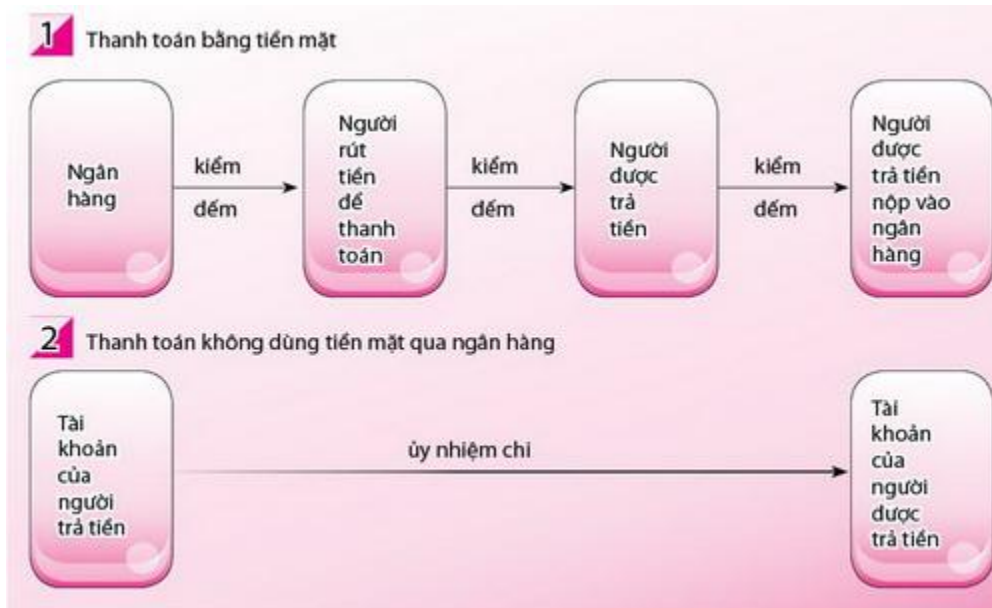 1 Thanh toán bằng tiền mặt
Ngân
hàng
kiểm
đếm
Người
rút
tiền
để
thanh
toán
kiểm
đếm
Người
được
trả
tiền
kiểm
đếm
Người
được
trả tiền
nộp vào
ngân
hàng
2 Thanh toán không dùng tiền mặt qua ngân hàng
Tài
khoản
của
người
trả tiền
ủy nhiệm chi
Tài
khoản
của
người
được
trả tiền